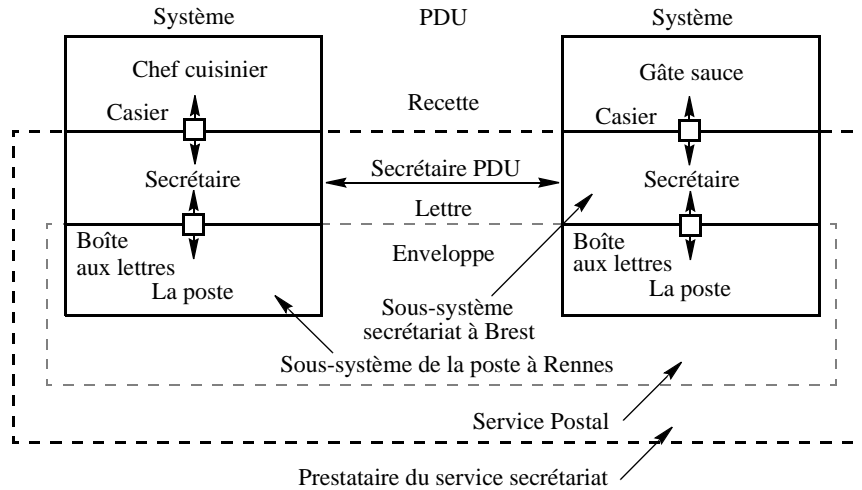 Système
PDU
Système
Chef cuisinier
Gâte sauce
Recette
Casier
Casier
Secrétaire PDU
Secrétaire
Secrétaire
Lettre
Boîte
aux lettres
Enveloppe
Boîte
aux lettres
La poste
La poste
Sous-système
secrétariat à Brest
Sous-système de la poste à Rennes
Service Postal
Prestataire du service secrétariat